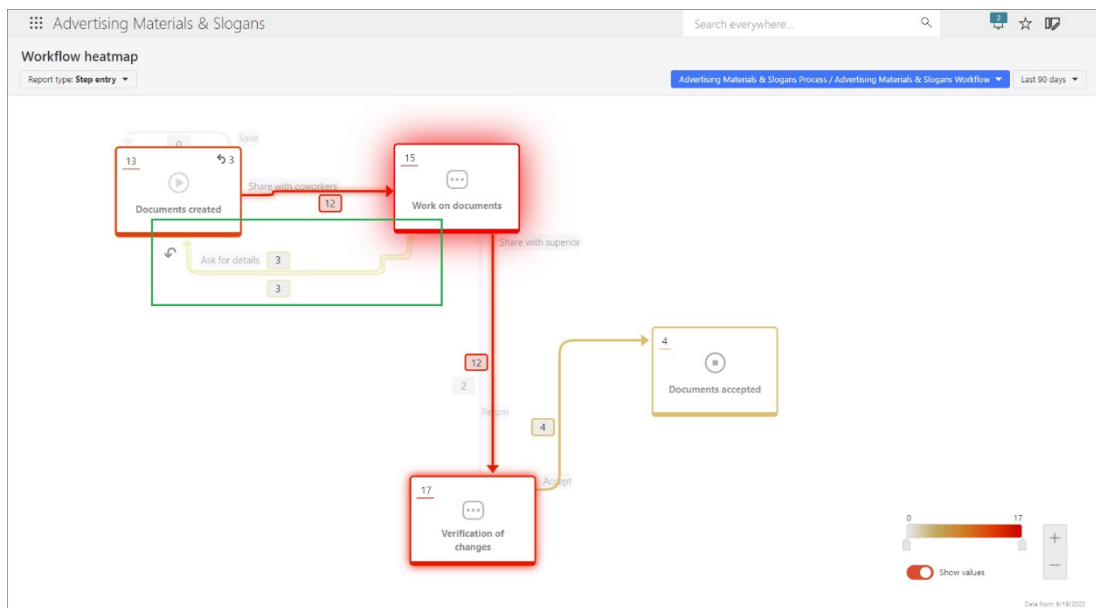 Advertising Materials & Slogans
Search everywhere...
2
Workflow heatmap
Report type: Step entry
Advertising Materials & Slogans Process / Advertising Materials & Slogans Workflow
Last 90 days
Save
0
13
3
Documents created
Share with coworkers
12
15
Work on documents
Ask for details
3
3
Share with superior
12
2
Return
4
Documents accepted
4
Accept
17
Verification of
changes
0
17
Show values
Data from: 9/19/2023